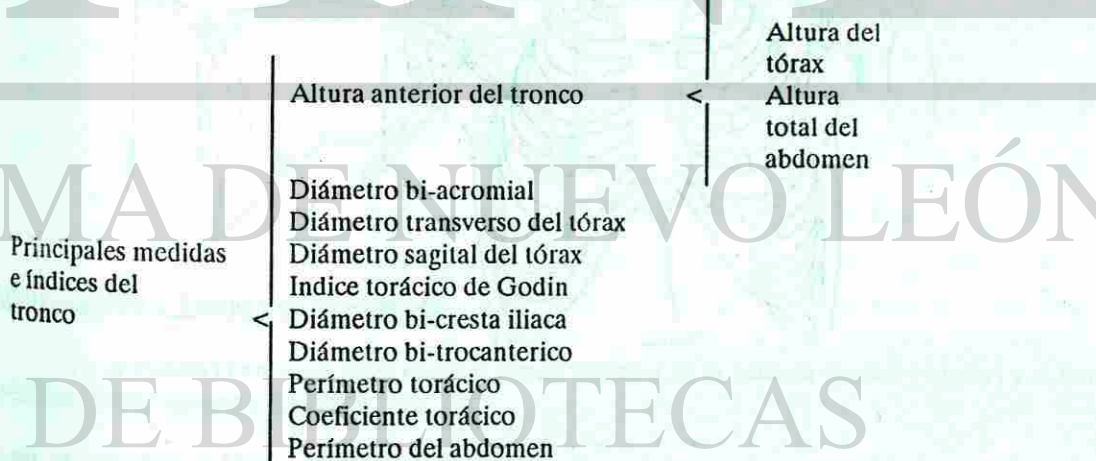 Altura del
tórax
Altura anterior del tronco <
Altura
total del
abdomen
MA DE NUEVO LEÓN
Diámetro bi-acromial
Diámetro transverso del tórax
Principales medidas
e índices del
tronco <
Diámetro sagital del tórax
Indice torácico de Godin
Diámetro bi-cresta iliaca
Diámetro bi-trocanterico
Perímetro torácico
Coeficiente torácico
Perímetro del abdomen
DE BIBLIOTECAS